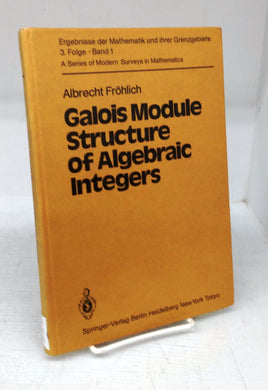 Ergebnisse der Mathematik und ihrer Grenzgebiete
3. Folge · Band 1
A Series of Modern Surveys in Mathematics
Albrecht Fröhlich
Galois Module
Structure
of Algebraic
Integers
Springer-Verlag Berlin Heidelberg New York Tokyo